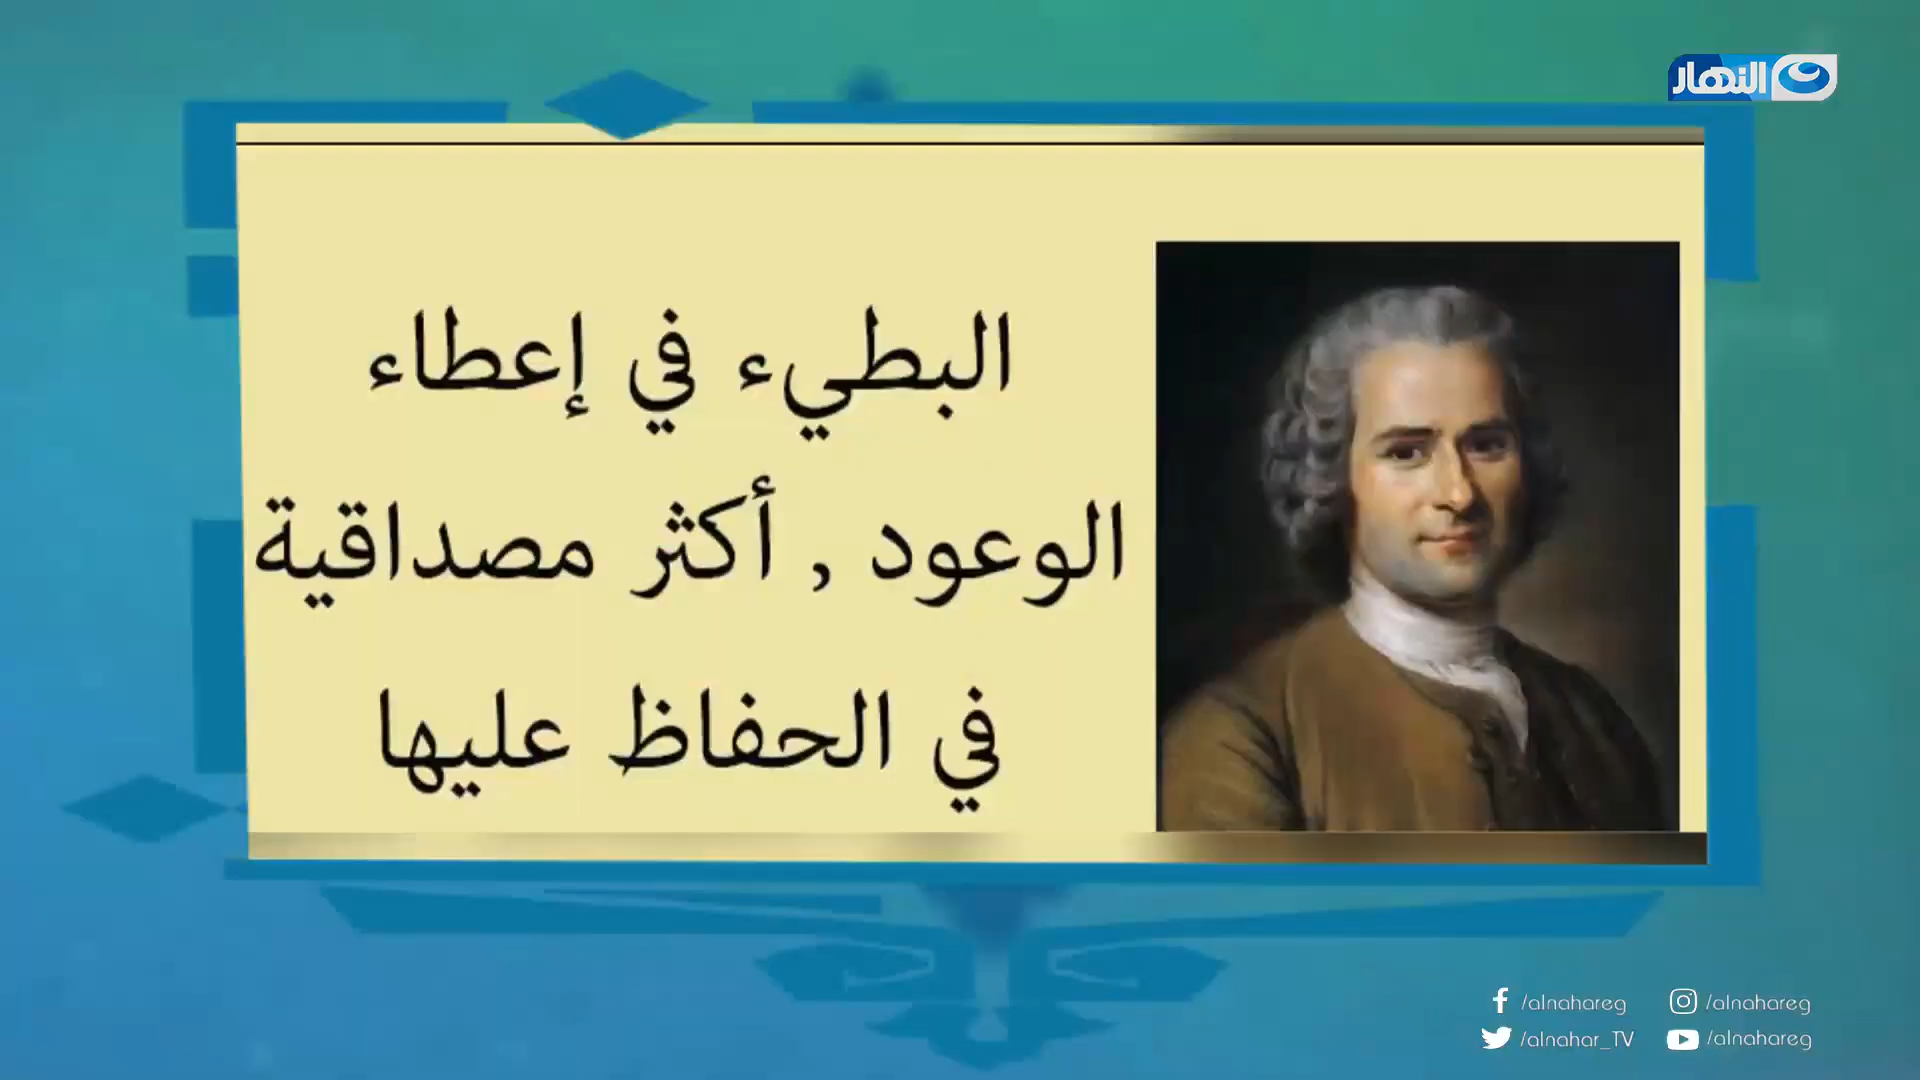 النهار
البطيء في إعطاء
الوعود , أكثر مصداقية
في الحفاظ عليها
/alnahareg
/alnahareg
/alnahar_TV
/alnahareg